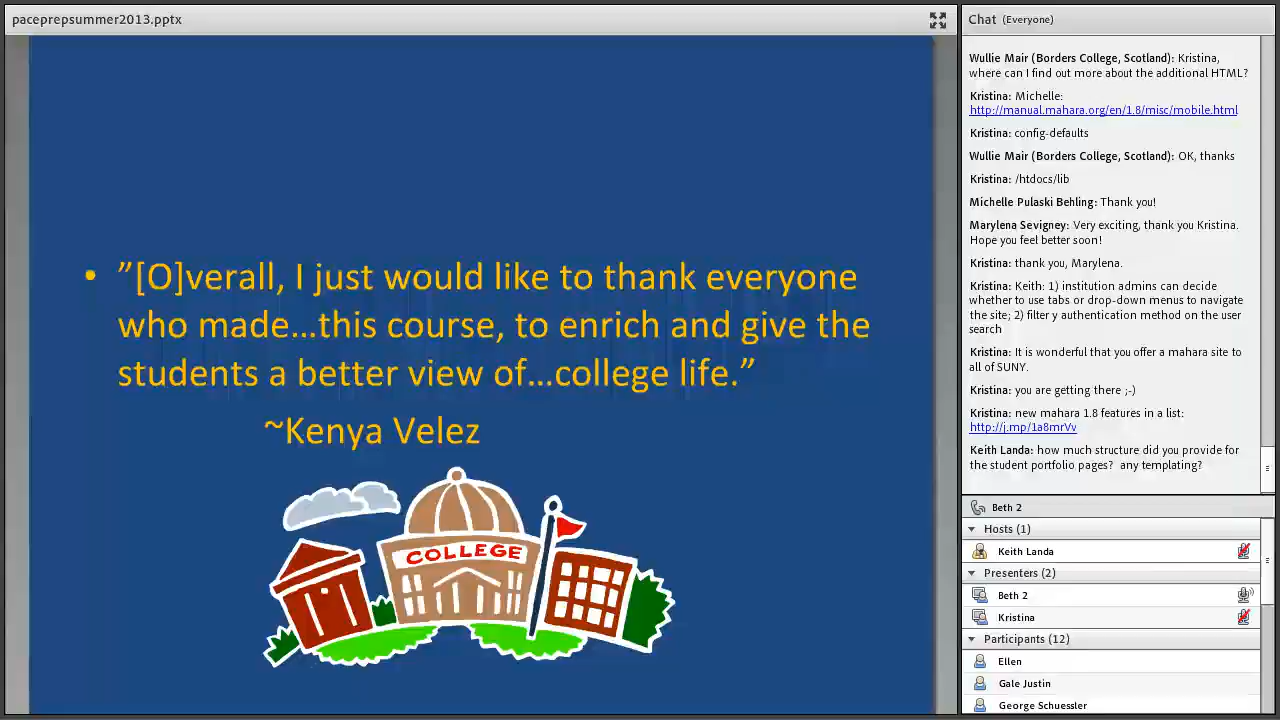 paceprepsummer2013.pptx
”[O]verall, I just would like to thank everyone
who made...this course, to enrich and give the
students a better view of...college life.”
~Kenya Velez
COLLEGE
Chat (Everyone)
Wullie Mair (Borders College, Scotland): Kristina,
where can I find out more about the additional HTML?
Kristina: Michelle:
http://manual.mahara.org/en/1.8/misc/mobile.html
Kristina: config-defaults
Wullie Mair (Borders College, Scotland): OK, thanks
Kristina: /htdocs/lib
Michelle Pulaski Behling: Thank you!
Marylena Sevigney: Very exciting, thank you Kristina.
Hope you feel better soon!
Kristina: thank you, Marylena.
Kristina: Keith: 1) institution admins can decide
whether to use tabs or drop-down menus to navigate
the site; 2) filter y authentication method on the user
search
Kristina: It is wonderful that you offer a mahara site to
all of SUNY.
Kristina: you are getting there ;-)
Kristina: new mahara 1.8 features in a list:
http://j.mp/1a8mrVv
Keith Landa: how much structure did you provide for
the student portfolio pages? any templating?
Beth 2
Hosts (1)
Keith Landa
Presenters (2)
Beth 2
Kristina
Participants (12)
Ellen
Gale Justin
George Schuessler